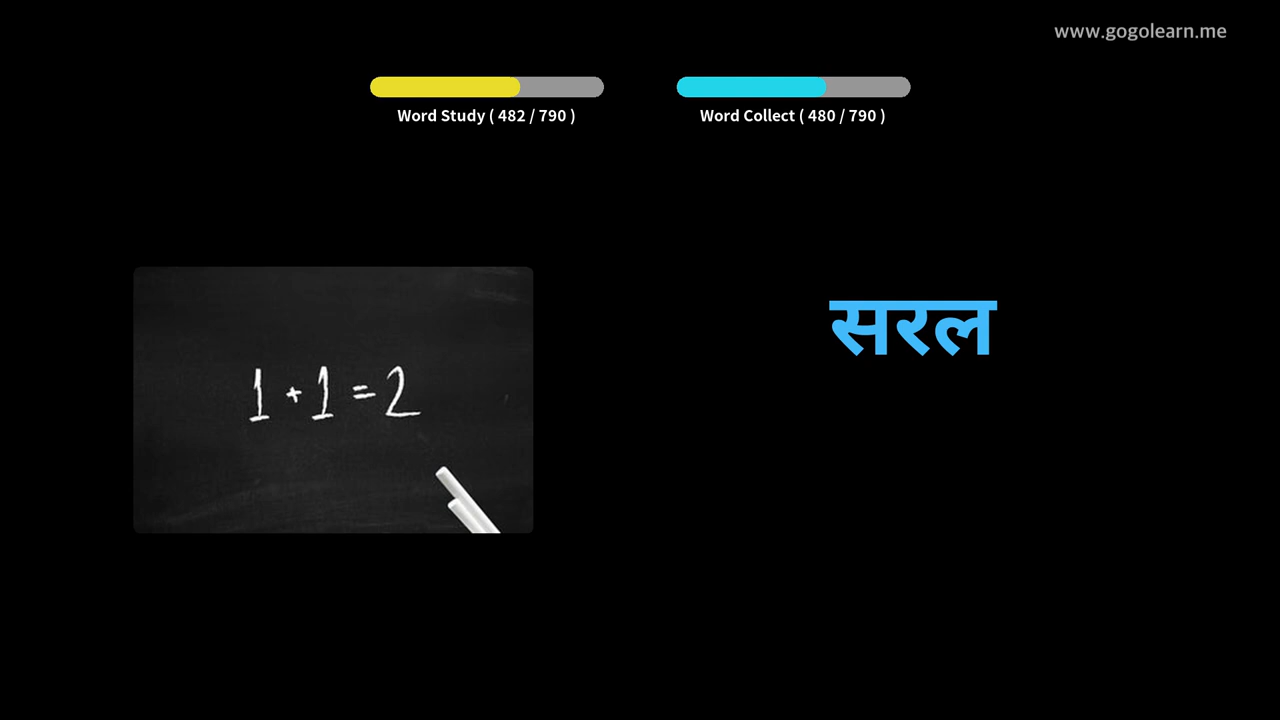 www.gogolearn.me
Word Study ( 482 / 790 )
Word Collect ( 480 / 790 )
सरल
1 + 1 = 2